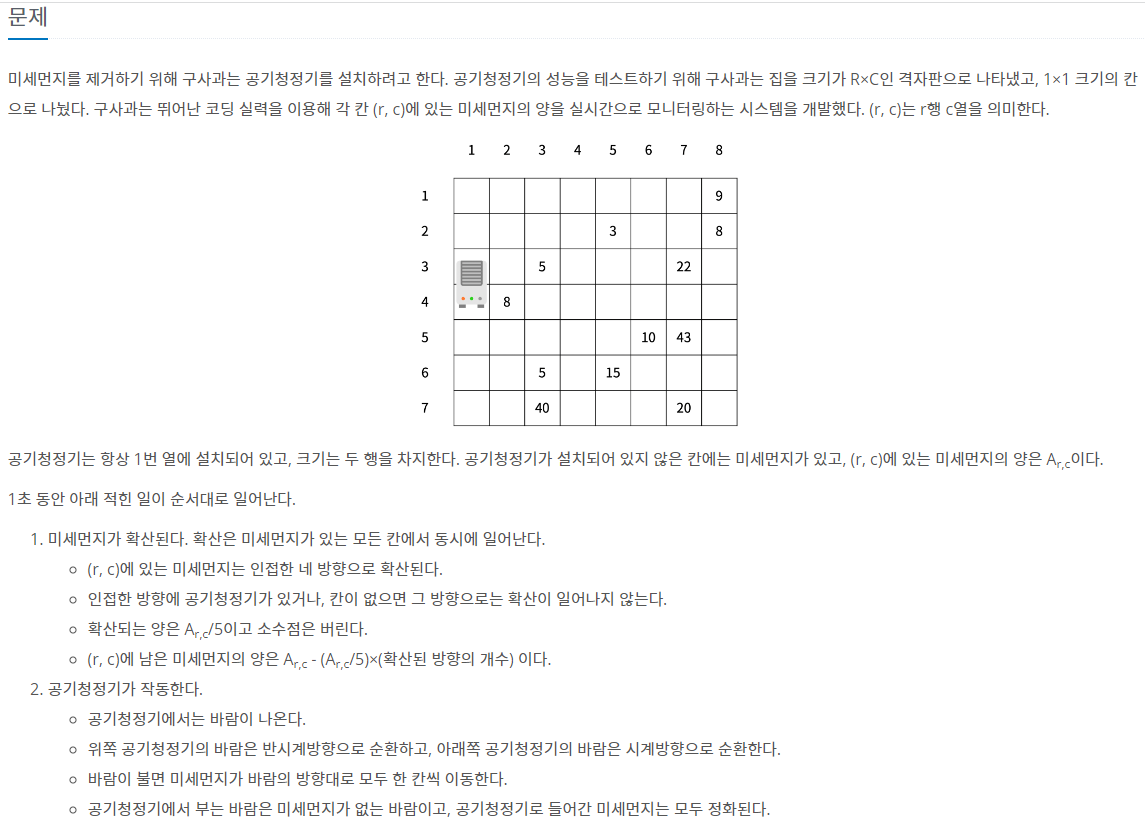 문제
미세먼지를 제거하기 위해 구사과는 공기청정기를 설치하려고 한다. 공기청정기의 성능을 테스트하기 위해 구사과는 집을 크기가 R×C인 격자판으로 나타냈고, 1×1 크기의 칸
으로 나눴다. 구사과는 뛰어난 코딩 실력을 이용해 각 칸 (r, c)에 있는 미세먼지의 양을 실시간으로 모니터링하는 시스템을 개발했다. (r, c)는 r행 c열을 의미한다.
1 2 3 4 5 6 7 8
1 9
2 3 8
3 5 22
4 8
5 10 43
6 5 15
7 40 20
공기청정기는 항상 1번 열에 설치되어 있고, 크기는 두 행을 차지한다. 공기청정기가 설치되어 있지 않은 칸에는 미세먼지가 있고, (r, c)에 있는 미세먼지의 양은 Ar,c이다.
1초 동안 아래 적힌 일이 순서대로 일어난다.
1. 미세먼지가 확산된다. 확산은 미세먼지가 있는 모든 칸에서 동시에 일어난다.
○ (r, c)에 있는 미세먼지는 인접한 네 방향으로 확산된다.
○ 인접한 방향에 공기청정기가 있거나, 칸이 없으면 그 방향으로는 확산이 일어나지 않는다.
○ 확산되는 양은 Ar,c/5이고 소수점은 버린다.
○ (r, c)에 남은 미세먼지의 양은 Ar,c - (Ar,c/5)×(확산된 방향의 개수) 이다.
2. 공기청정기가 작동한다.
○ 공기청정기에서는 바람이 나온다.
○ 위쪽 공기청정기의 바람은 반시계방향으로 순환하고, 아래쪽 공기청정기의 바람은 시계방향으로 순환한다.
○ 바람이 불면 미세먼지가 바람의 방향대로 모두 한 칸씩 이동한다.
○ 공기청정기에서 부는 바람은 미세먼지가 없는 바람이고, 공기청정기로 들어간 미세먼지는 모두 정화된다.